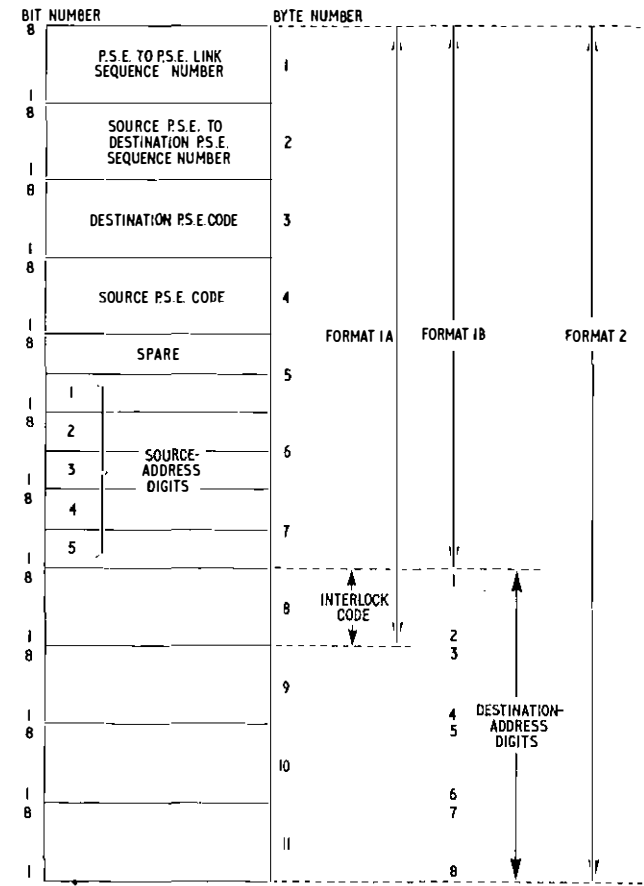 BIT NUMBER
BYTE NUMBER
8
P.S.E. TO P.S.E. LINK
SEQUENCE NUMBER
1
1
8
SOURCE P.S.E. TO
DESTINATION P.S.E.
SEQUENCE NUMBER
2
1
8
DESTINATION P.S.E. CODE
3
1
8
SOURCE P.S.E. CODE
4
1
FORMAT 1A
FORMAT 1B
FORMAT 2
8
SPARE
5
1
1
8
2
6
SOURCE-
ADDRESS
DIGITS
3
1
8
4
7
5
1
8
1
INTERLOCK
CODE
8
1
2
8
3
9
DESTINATION-
ADDRESS
DIGITS
1
4
8
5
10
1
6
8
7
11
1
8